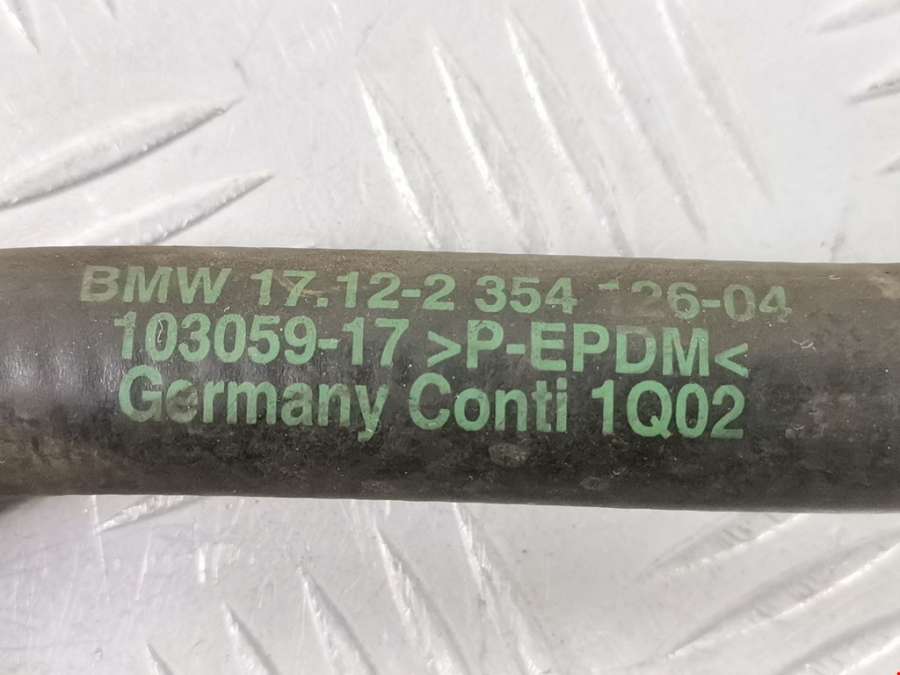 BMW 17.12-2 354 126-04
103059-17 >P-EPDM<
Germany Conti 1Q02